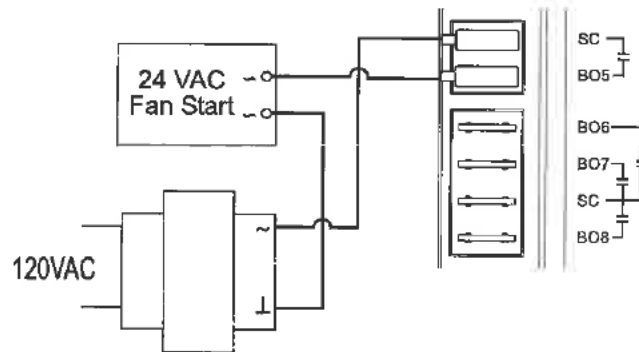 24 VAC ~
Fan Start ~
120VAC
~
⊥
SC
BO5
BO6
BO7
SC
BO8